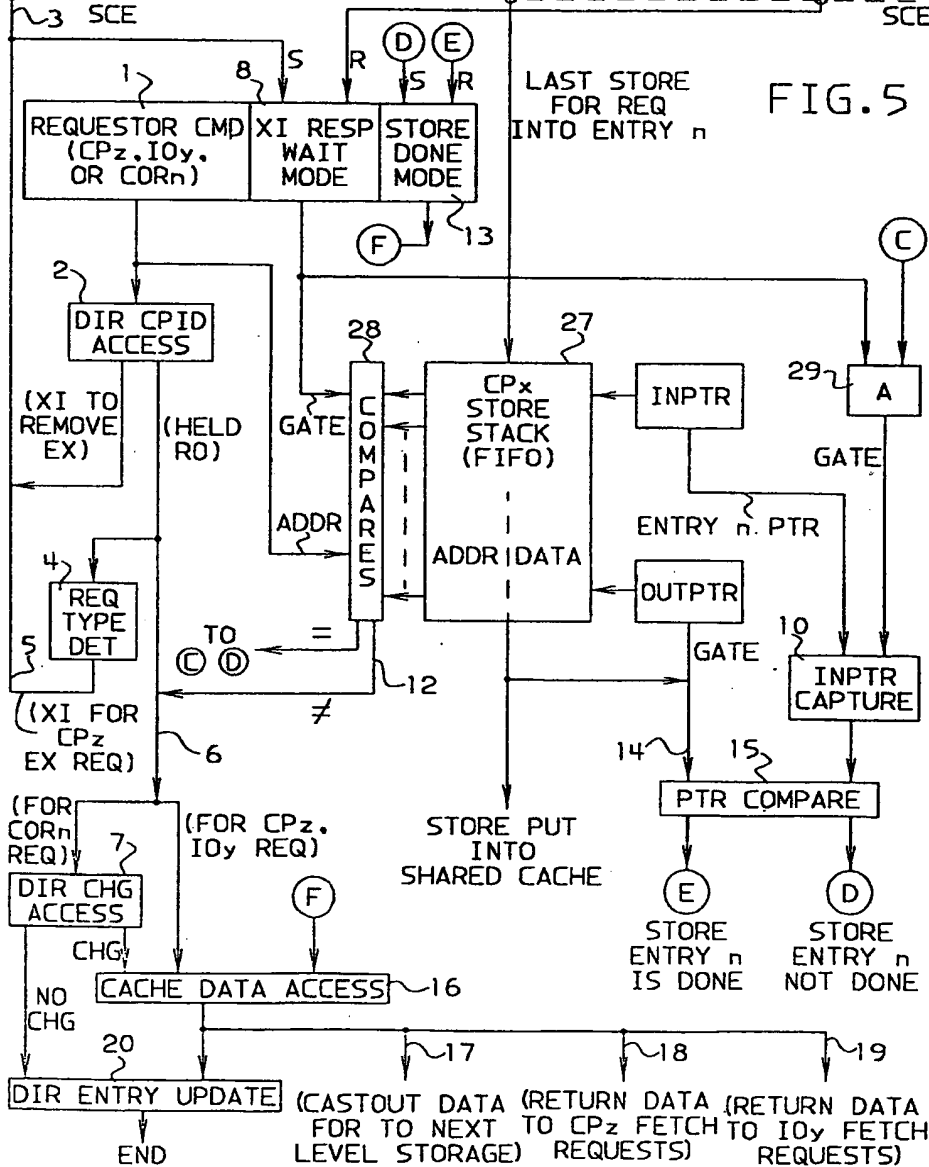 3 SCE
SCE
FIG.5
D E
S R S R
LAST STORE
FOR REQ
INTO ENTRY n
1 8
REQUESTOR CMD
(CPz.IOy.
OR CORn)
XI RESP
WAIT
MODE
STORE
DONE
MODE
13
F
C
2
DIR CPID
ACCESS
28
27
29
A
(XI TO
REMOVE
EX)
(HELD
RO)
GATE
COMPARES
CPx
STORE
STACK
(FIFO)
INPTR
GATE
ENTRY n. PTR
ADDR
ADDR DATA
OUTPTR
4
REQ
TYPE
DET
5
TO
C D
=
12
≠
GATE
10
INPTR
CAPTURE
(XI FOR
CPz
EX REQ)
6
14
15
PTR COMPARE
(FOR
CORn
REQ)
(FOR CPz.
IOy REQ)
STORE PUT
INTO
SHARED CACHE
7
DIR CHG
ACCESS
F
E
STORE
ENTRY n
IS DONE
D
STORE
ENTRY n
NOT DONE
CHG
NO
CHG
CACHE DATA ACCESS
16
20
DIR ENTRY UPDATE
END
17
(CASTOUT DATA
FOR TO NEXT
LEVEL STORAGE)
18
(RETURN DATA
TO CPz FETCH
REQUESTS)
19
(RETURN DATA
TO IOy FETCH
REQUESTS)